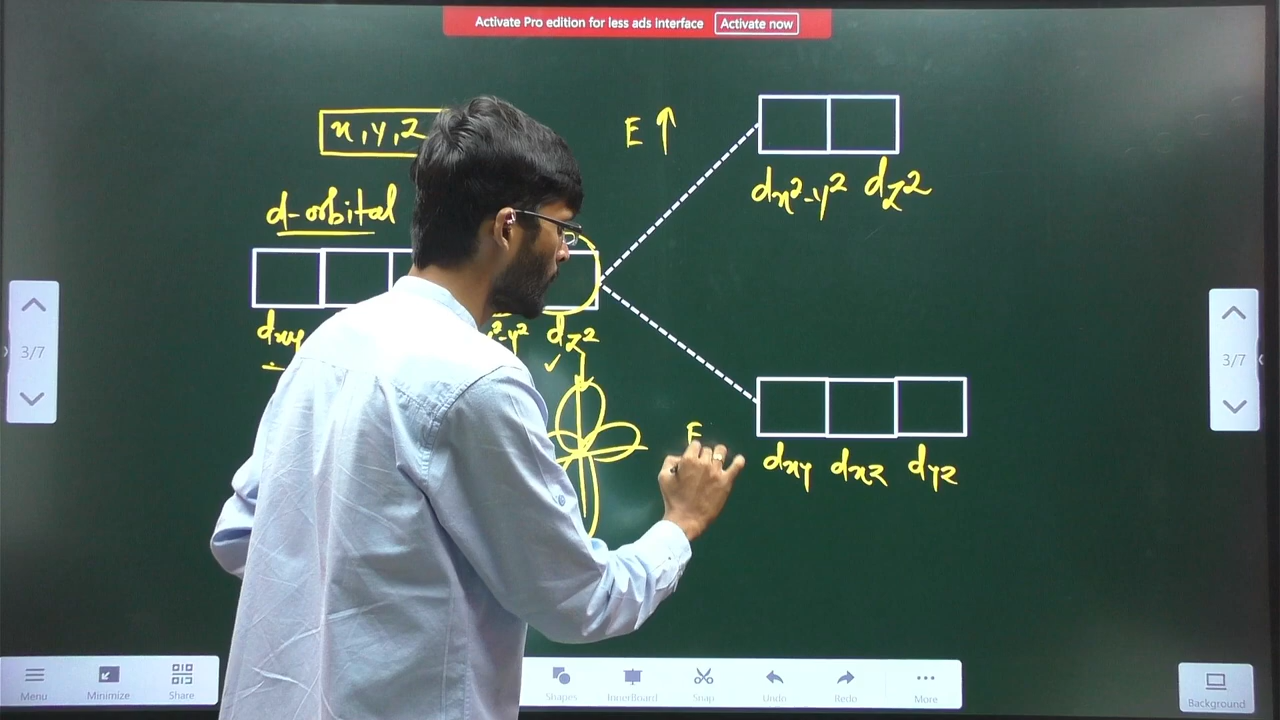 Activate Pro edition for less ads interface Activate now
x, y, z
E ↑
dx²-y² dz²
d-orbital
dxy dz²
3/7
3/7
E
dxy dxz dyz
Menu Minimize Share Shapes InnerBoard Snap Undo Redo More Background